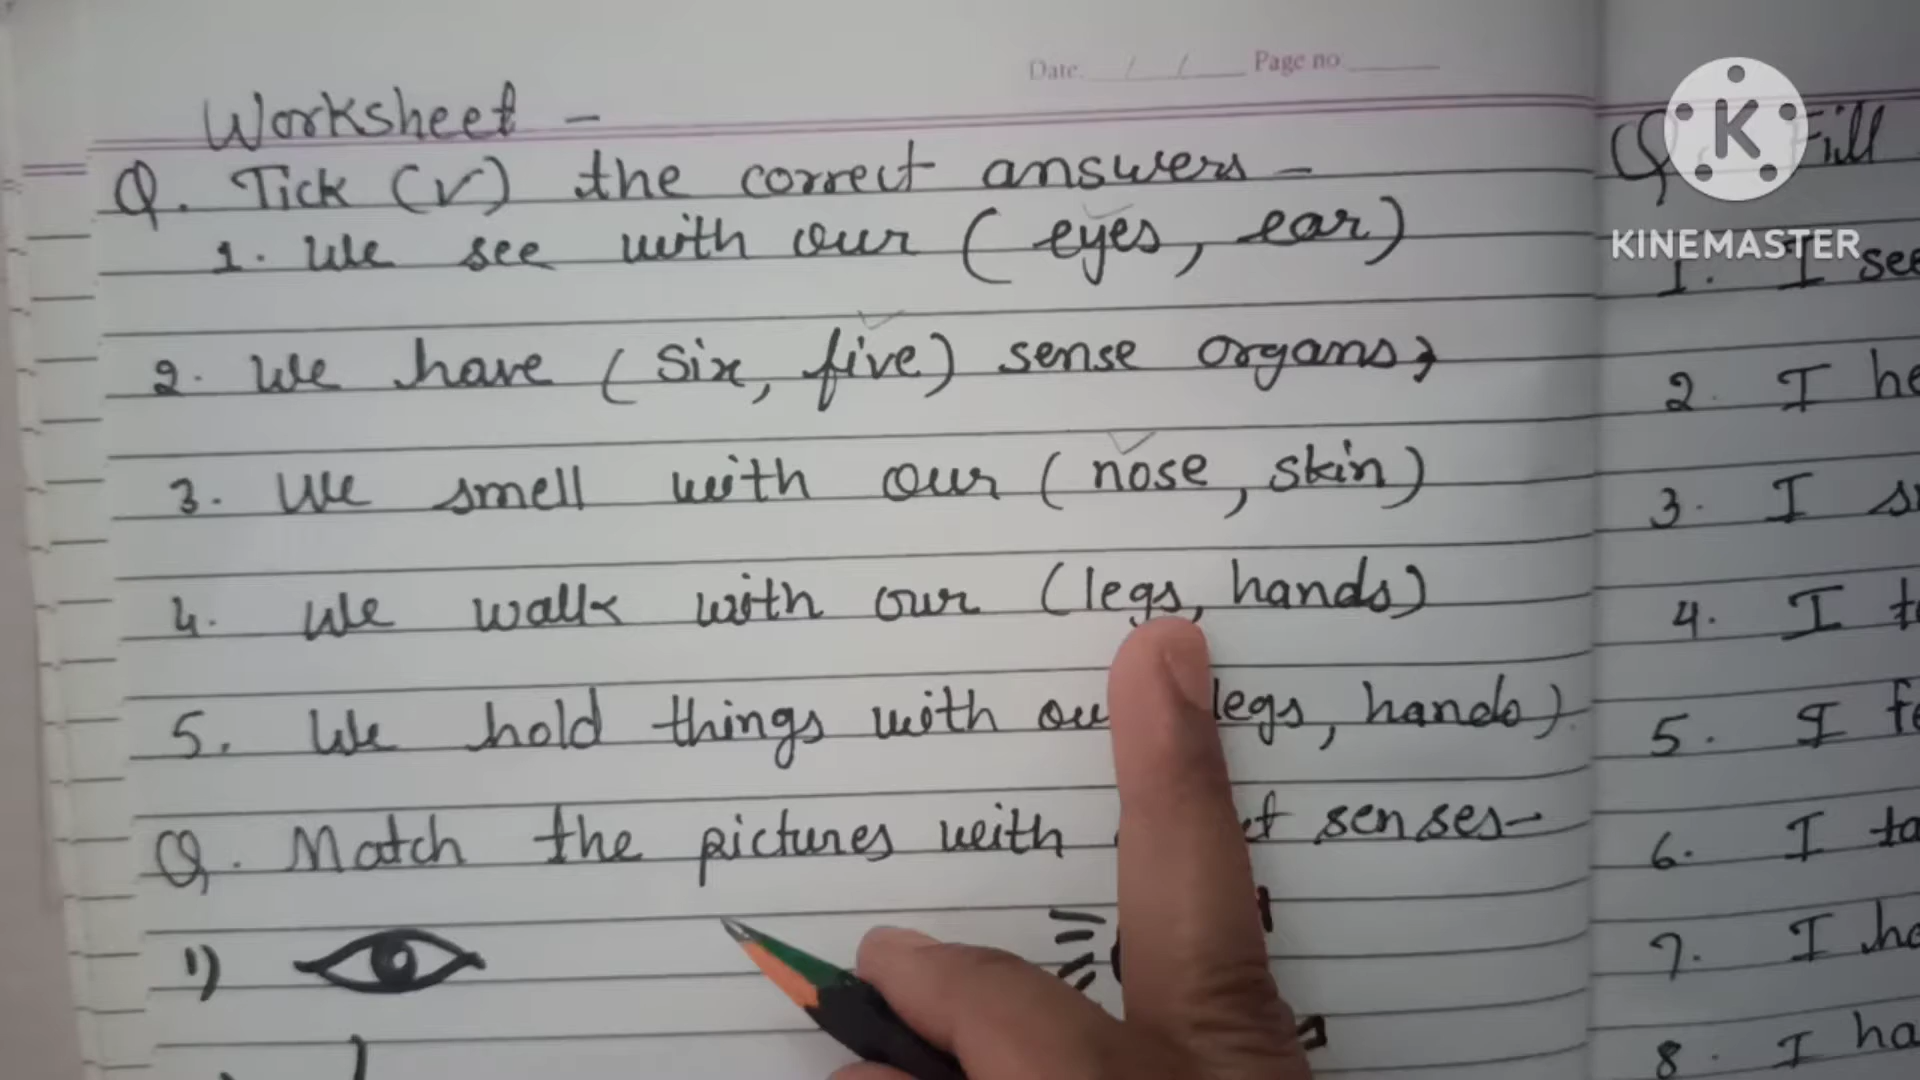 Date / / Page no
Worksheet -
Q. Tick (✓) the correct answers -
1. We see with our ( eyes, ear)
2. We have ( six, five) sense organs,
3. We smell with our ( nose, skin)
4. We walk with our (legs, hands)
5. We hold things with ou legs, hands).
Q. Match the pictures with senses-
1)
Q. Fill
KINEMASTER
1. I see
2. I he
3. I s
4. I t
5. I fe
6. I ta
7. I ha
8. I ha